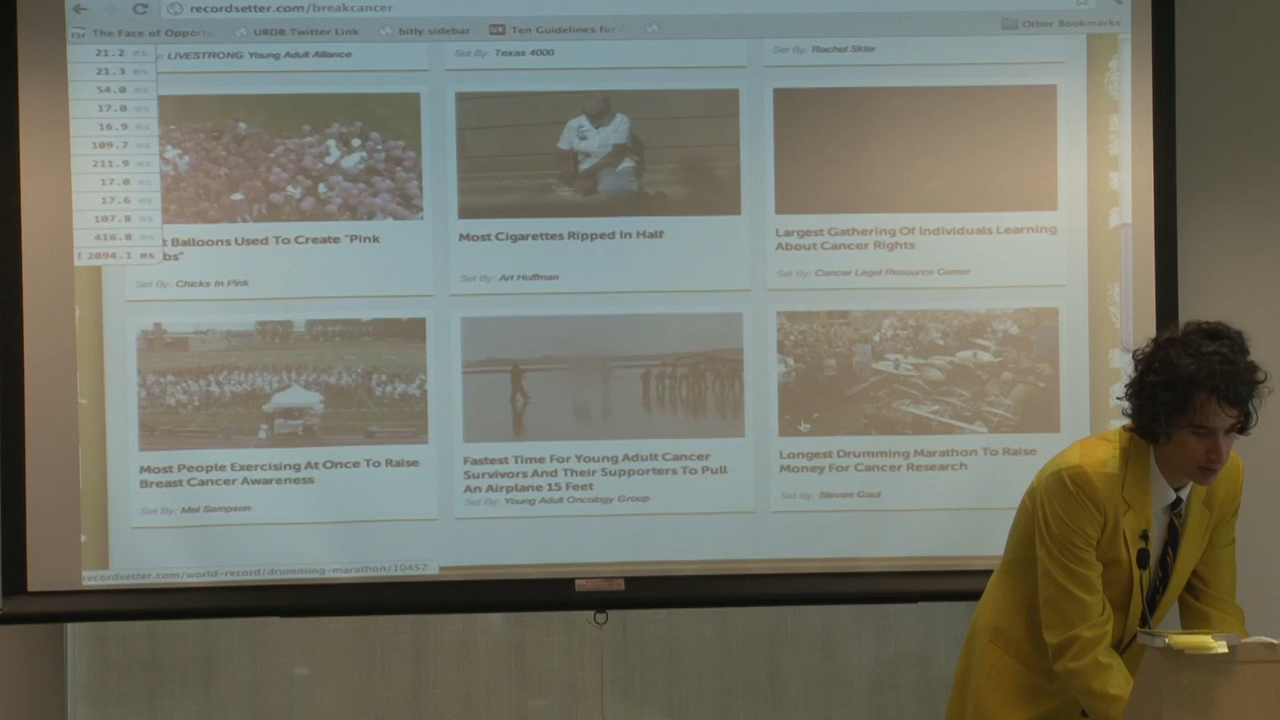 recordsetter.com/breakcancer
The Face of Opport
URDB Twitter Link
bitly sidebar
UX Ten Guidelines for
Other Bookmarks
21.2 ms
21.3 ms
54.0 ms
17.0 ms
16.9 ms
109.7 ms
211.9 ms
17.0 ms
17.6 ms
107.8 ms
416.8 ms
2094.1 ms
LIVESTRONG Young Adult Alliance
Set By: Texas 4000
Set By: Rachel Sklar
t Balloons Used To Create "Pink
bs"
Set By: Chicks In Pink
Most Cigarettes Ripped In Half
Set By: Art Hoffman
Largest Gathering Of Individuals Learning
About Cancer Rights
Set By: Cancer Legal Resource Center
Most People Exercising At Once To Raise
Breast Cancer Awareness
Set By: Mel Sampson
Fastest Time For Young Adult Cancer
Survivors And Their Supporters To Pull
An Airplane 15 Feet
Set By: Young Adult Oncology Group
Longest Drumming Marathon To Raise
Money For Cancer Research
Set By: Steven Gaul
recordsetter.com/world-record/drumming-marathon/10457